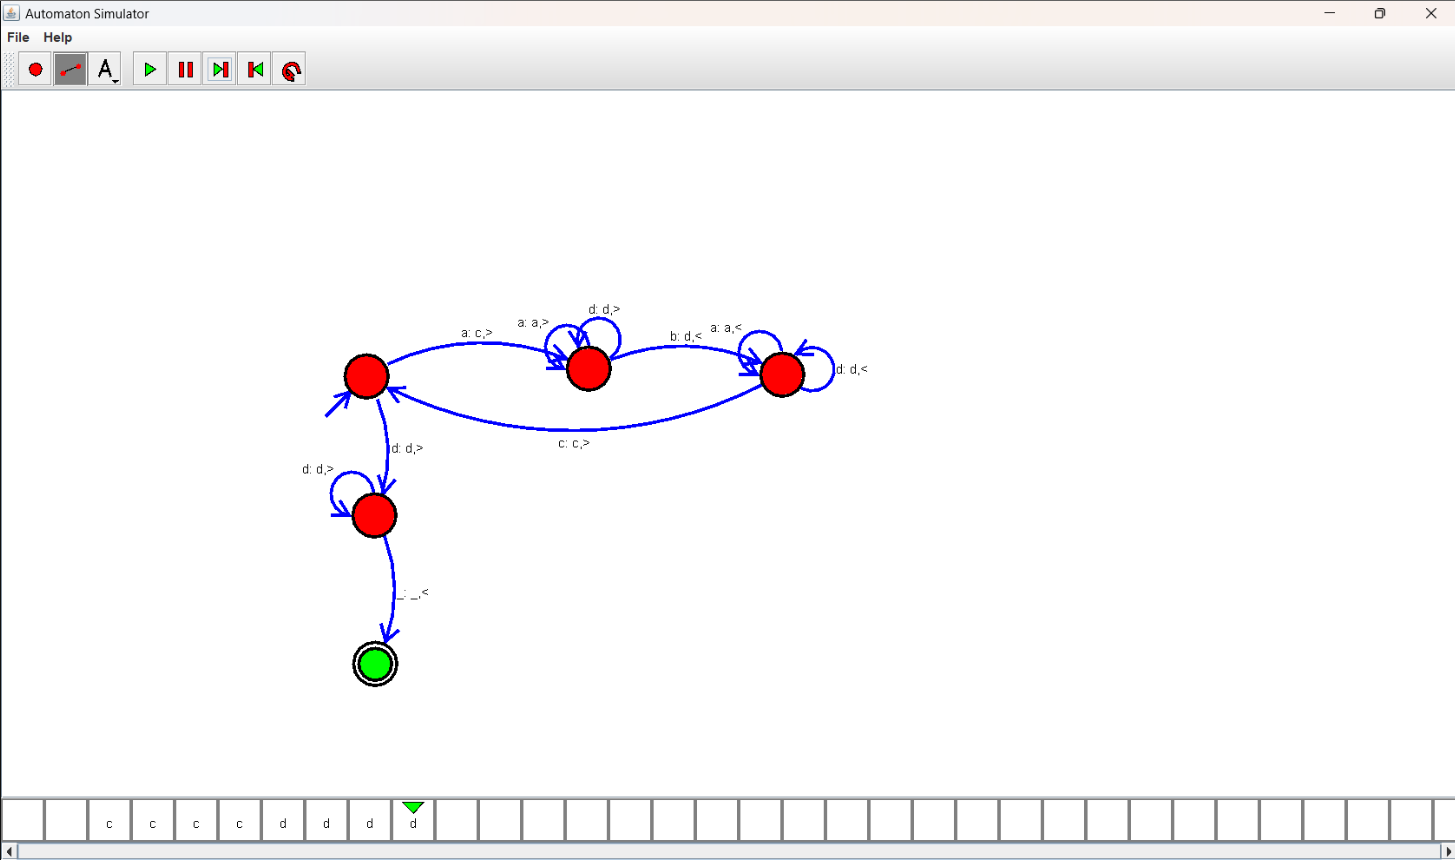 Automaton Simulator
File Help
A
d: d,>
a: a,>
a: c,>
b: d,<
a: a,<
d: d,<
c: c,>
d: d,>
d: d,>
_: _,<
c c c c d d d d